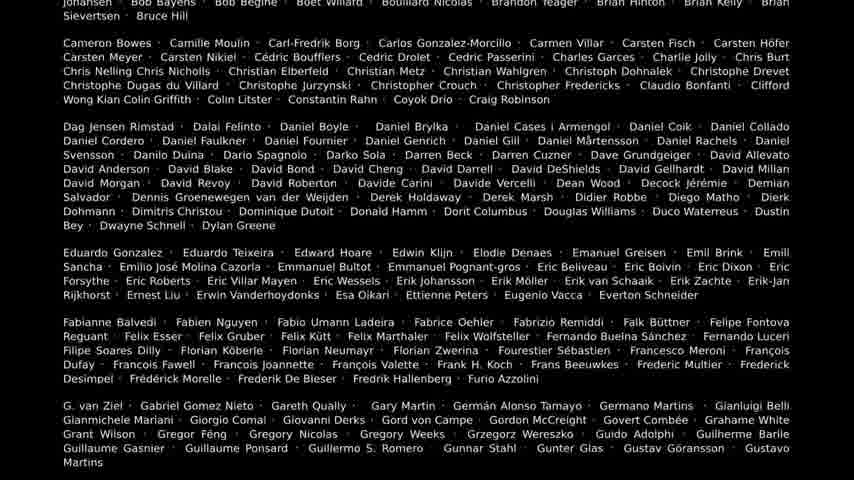 Johansen · Bob Bayens · Bob Begine · Boet Willard · Bouillard Nicolas · Brandon Yeager · Brian Hinton · Brian Kelly · Brian
Sievertsen · Bruce Hill
Cameron Bowes · Camille Moulin · Carl-Fredrik Borg · Carlos Gonzalez-Morcillo · Carmen Villar · Carsten Fisch · Carsten Höfer
Carsten Meyer · Carsten Nikiel · Cédric Boufflers · Cedric Drolet · Cedric Passerini · Charles Garces · Charlie Jolly · Chris Burt
Chris Nelling Chris Nicholls · Christian Elberfeld · Christian Metz · Christian Wahlgren · Christoph Dohnalek · Christophe Drevet
Christophe Dugas du Villard · Christophe Jurzynski · Christopher Crouch · Christopher Fredericks · Claudio Bonfanti · Clifford
Wong Kian Colin Griffith · Colin Litster · Constantin Rahn · Coyok Drio · Craig Robinson
Dag Jensen Rimstad · Dalai Felinto · Daniel Boyle · Daniel Brylka · Daniel Cases i Armengol · Daniel Coik · Daniel Collado
Daniel Cordero · Daniel Faulkner · Daniel Fournier · Daniel Genrich · Daniel Gill · Daniel Mårtensson · Daniel Rachels · Daniel
Svensson · Danilo Duina · Dario Spagnolo · Darko Sola · Darren Beck · Darren Cuzner · Dave Grundgeiger · David Allevato
David Anderson · David Blake · David Bond · David Cheng · David Darrell · David DeShields · David Gellhardt · David Millan
David Morgan · David Revoy · David Roberton · Davide Carini · Davide Vercelli · Dean Wood · Decock Jérémie · Demian
Salvador · Dennis Groenewegen van der Weijden · Derek Holdaway · Derek Marsh · Didier Robbe · Diego Matho · Dierk
Dohmann · Dimitris Christou · Dominique Dutoit · Donald Hamm · Dorit Columbus · Douglas Williams · Duco Waterreus · Dustin
Bey · Dwayne Schnell · Dylan Greene
Eduardo Gonzalez · Eduardo Teixeira · Edward Hoare · Edwin Klijn · Elodie Denaes · Emanuel Greisen · Emil Brink · Emill
Sancha · Emilio José Molina Cazorla · Emmanuel Bultot · Emmanuel Pognant-gros · Eric Beliveau · Eric Boivin · Eric Dixon · Eric
Forsythe · Eric Roberts · Eric Villar Mayen · Eric Wessels · Erik Johansson · Erik Möller · Erik van Schaaik · Erik Zachte · Erik-Jan
Rijkhorst · Ernest Liu · Erwin Vanderhoydonks · Esa Oikari · Ettienne Peters · Eugenio Vacca · Everton Schneider
Fabianne Balvedi · Fabien Nguyen · Fabio Umann Ladeira · Fabrice Oehler · Fabrizio Remiddi · Falk Büttner · Felipe Fontova
Reguant · Felix Esser · Felix Gruber · Felix Kütt · Felix Marthaler · Felix Wolfsteller · Fernando Buelna Sánchez · Fernando Luceri
Filipe Soares Dilly · Florian Köberle · Florian Neumayr · Florian Zwerina · Fourestier Sébastien · Francesco Meroni · François
Dufay · Francois Fawell · Francois Joannette · François Valette · Frank H. Koch · Frans Beeuwkes · Frederic Multier · Frederick
Desimpel · Frédérick Morelle · Frederik De Bleser · Fredrik Hallenberg · Furio Azzolini
G. van Ziel · Gabriel Gomez Nieto · Gareth Qually · Gary Martin · Germán Alonso Tamayo · Germano Martins · Gianluigi Belli
Gianmichele Mariani · Giorgio Comai · Giovanni Derks · Gord von Campe · Gordon McCreight · Govert Combée · Grahame White
Grant Wilson · Gregor Fêng · Gregory Nicolas · Gregory Weeks · Grzegorz Wereszko · Guido Adolphi · Guilherme Barile
Guillaume Gasnier · Guillaume Ponsard · Guillermo S. Romero · Gunnar Stahl · Gunter Glas · Gustav Göransson · Gustavo
Martins